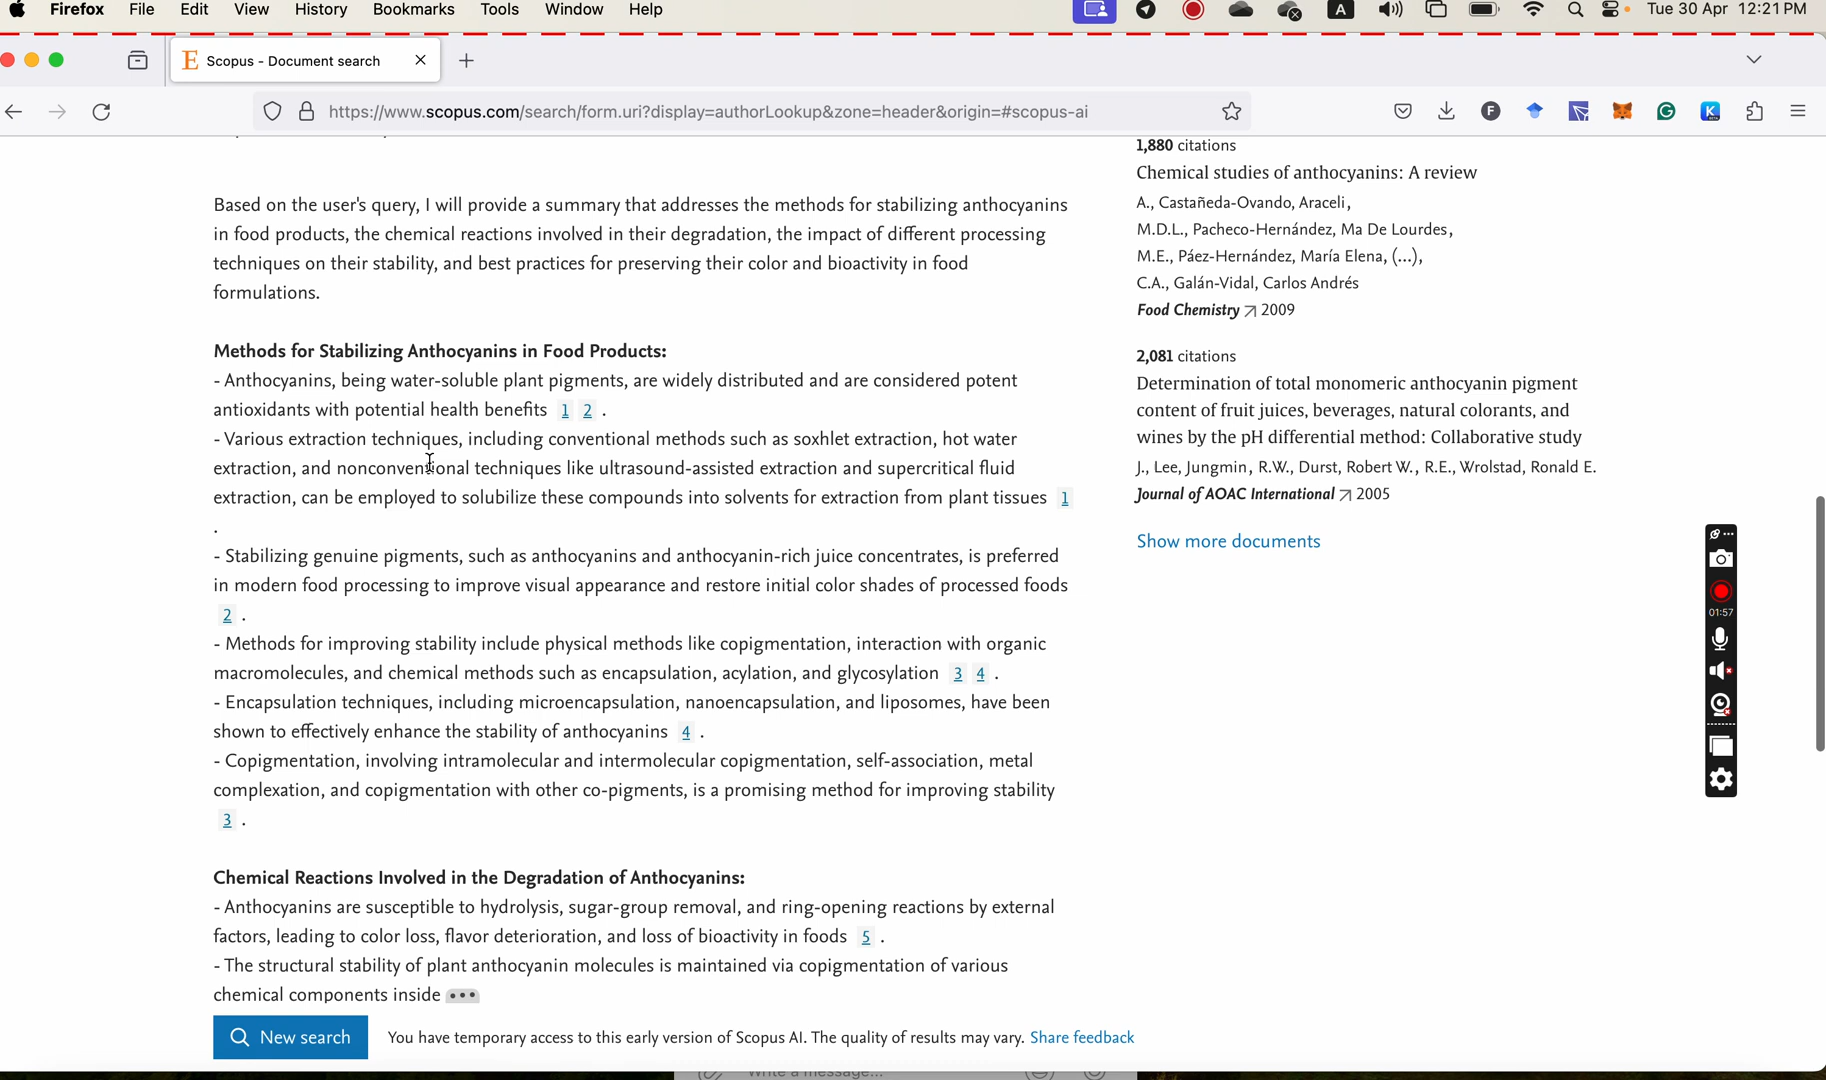 Firefox File Edit View History Bookmarks Tools Window Help A Tue 30 Apr 12:21 PM
Scopus - Document search
https://www.scopus.com/search/form.uri?display=authorLookup&zone=header&origin=#scopus-ai
Based on the user's query, I will provide a summary that addresses the methods for stabilizing anthocyanins
in food products, the chemical reactions involved in their degradation, the impact of different processing
techniques on their stability, and best practices for preserving their color and bioactivity in food
formulations.
Methods for Stabilizing Anthocyanins in Food Products:
- Anthocyanins, being water-soluble plant pigments, are widely distributed and are considered potent
antioxidants with potential health benefits 1 2 .
- Various extraction techniques, including conventional methods such as soxhlet extraction, hot water
extraction, and nonconventional techniques like ultrasound-assisted extraction and supercritical fluid
extraction, can be employed to solubilize these compounds into solvents for extraction from plant tissues 1
.
- Stabilizing genuine pigments, such as anthocyanins and anthocyanin-rich juice concentrates, is preferred
in modern food processing to improve visual appearance and restore initial color shades of processed foods
2 .
- Methods for improving stability include physical methods like copigmentation, interaction with organic
macromolecules, and chemical methods such as encapsulation, acylation, and glycosylation 3 4 .
- Encapsulation techniques, including microencapsulation, nanoencapsulation, and liposomes, have been
shown to effectively enhance the stability of anthocyanins 4 .
- Copigmentation, involving intramolecular and intermolecular copigmentation, self-association, metal
complexation, and copigmentation with other co-pigments, is a promising method for improving stability
3 .
Chemical Reactions Involved in the Degradation of Anthocyanins:
- Anthocyanins are susceptible to hydrolysis, sugar-group removal, and ring-opening reactions by external
factors, leading to color loss, flavor deterioration, and loss of bioactivity in foods 5 .
- The structural stability of plant anthocyanin molecules is maintained via copigmentation of various
chemical components inside •••
1,880 citations
Chemical studies of anthocyanins: A review
A., Castañeda-Ovando, Araceli,
M.D.L., Pacheco-Hernández, Ma De Lourdes,
M.E., Páez-Hernández, María Elena, (...),
C.A., Galán-Vidal, Carlos Andrés
Food Chemistry 2009
2,081 citations
Determination of total monomeric anthocyanin pigment
content of fruit juices, beverages, natural colorants, and
wines by the pH differential method: Collaborative study
J., Lee, Jungmin, R.W., Durst, Robert W., R.E., Wrolstad, Ronald E.
Journal of AOAC International 2005
Show more documents
01:57
New search You have temporary access to this early version of Scopus AI. The quality of results may vary. Share feedback
Write a message...